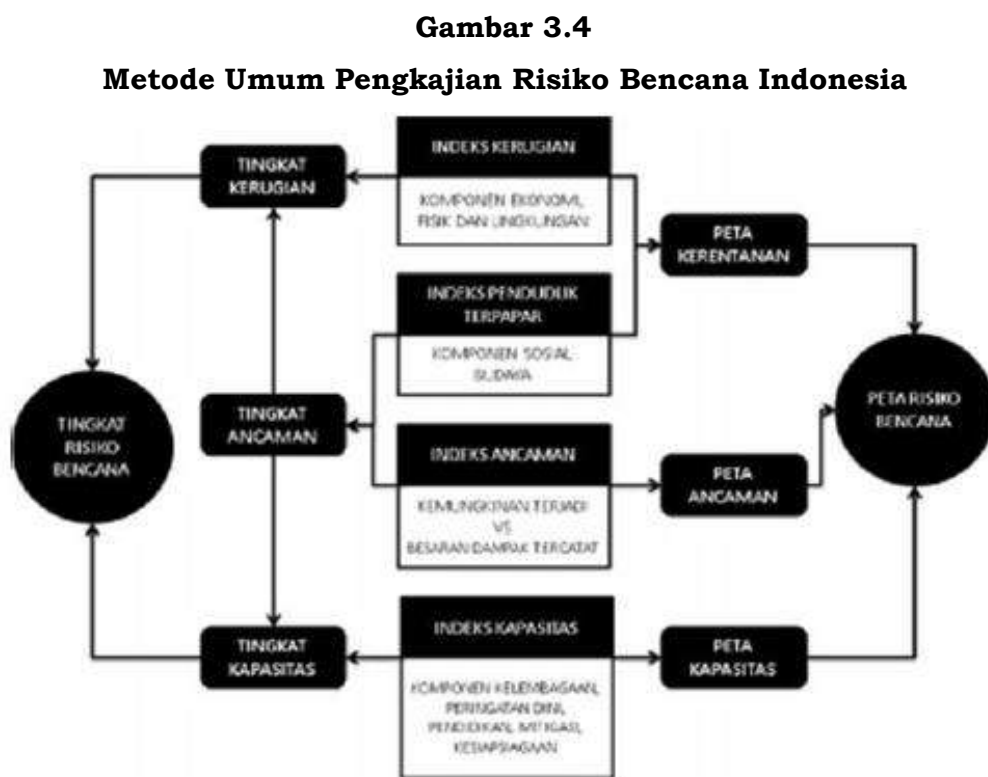 Gambar 3.4
Metode Umum Pengkajian Risiko Bencana Indonesia
TINGKAT
KERUGIAN
INDEKS KERUGIAN
KOMPONEN EKONOMI,
FISIK DAN LINGKUNGAN
PETA
KERENTANAN
INDEKS PENDUDUK
TERPAPAR
KOMPONEN SOSIAL
BUDAYA
TINGKAT
RISIKO
BENCANA
TINGKAT
ANCAMAN
PETA RISIKO
BENCANA
INDEKS ANCAMAN
KEMUNGKINAN TERJADI
VS
BESARAN DAMPAK TERCATAT
PETA
ANCAMAN
TINGKAT
KAPASITAS
INDEKS KAPASITAS
KOMPONEN KELEMBAGAAN,
PERINGATAN DINI,
PENDIDIKAN, MITIGASI,
KESIAPSIAGAAN
PETA
KAPASITAS